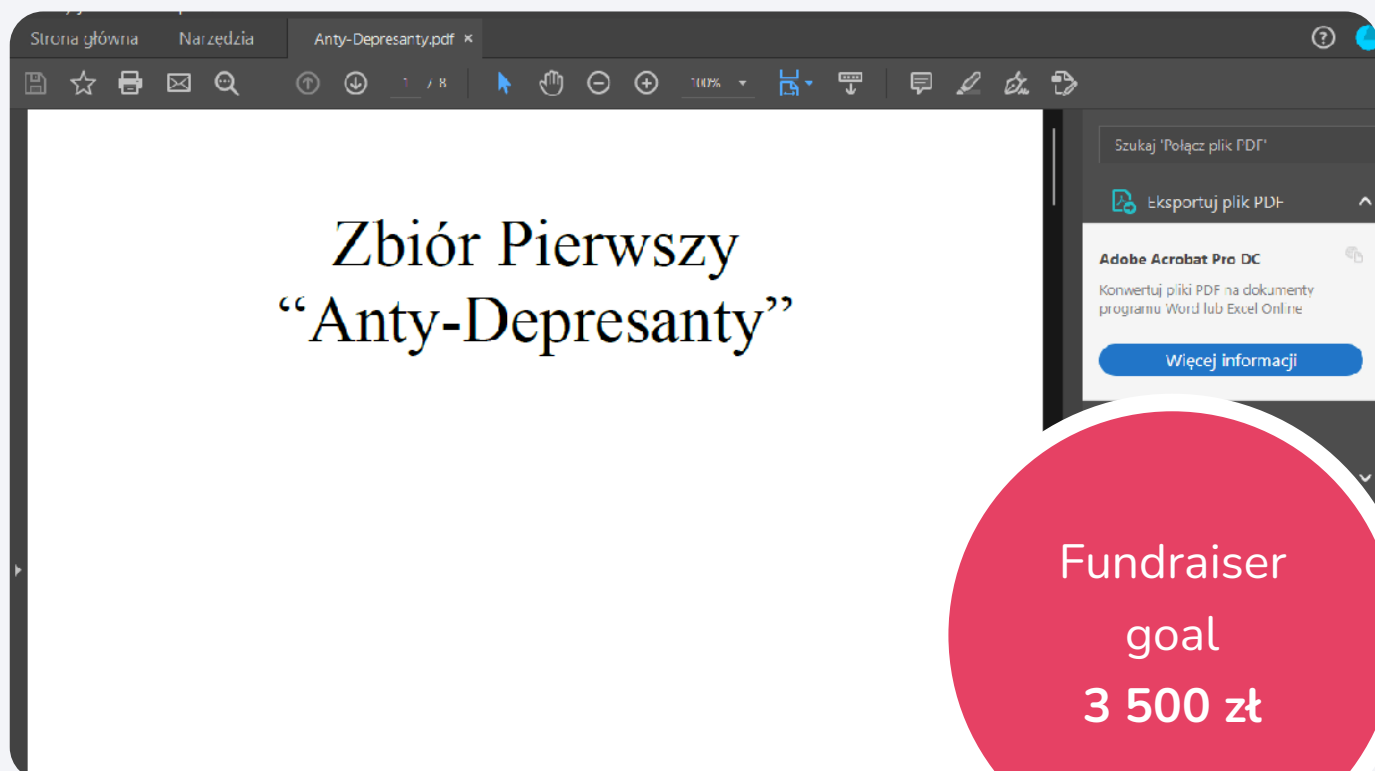 Strona główna
Narzędzia
Anty-Depresanty.pdf ×
1 / 8
100%
Szukaj 'Połącz plik PDF'
Eksportuj plik PDF
Zbiór Pierwszy
“Anty-Depresanty”
Adobe Acrobat Pro DC
Konwertuj pliki PDF na dokumenty
programu Word lub Excel Online
Więcej informacji
Fundraiser
goal
3 500 zł